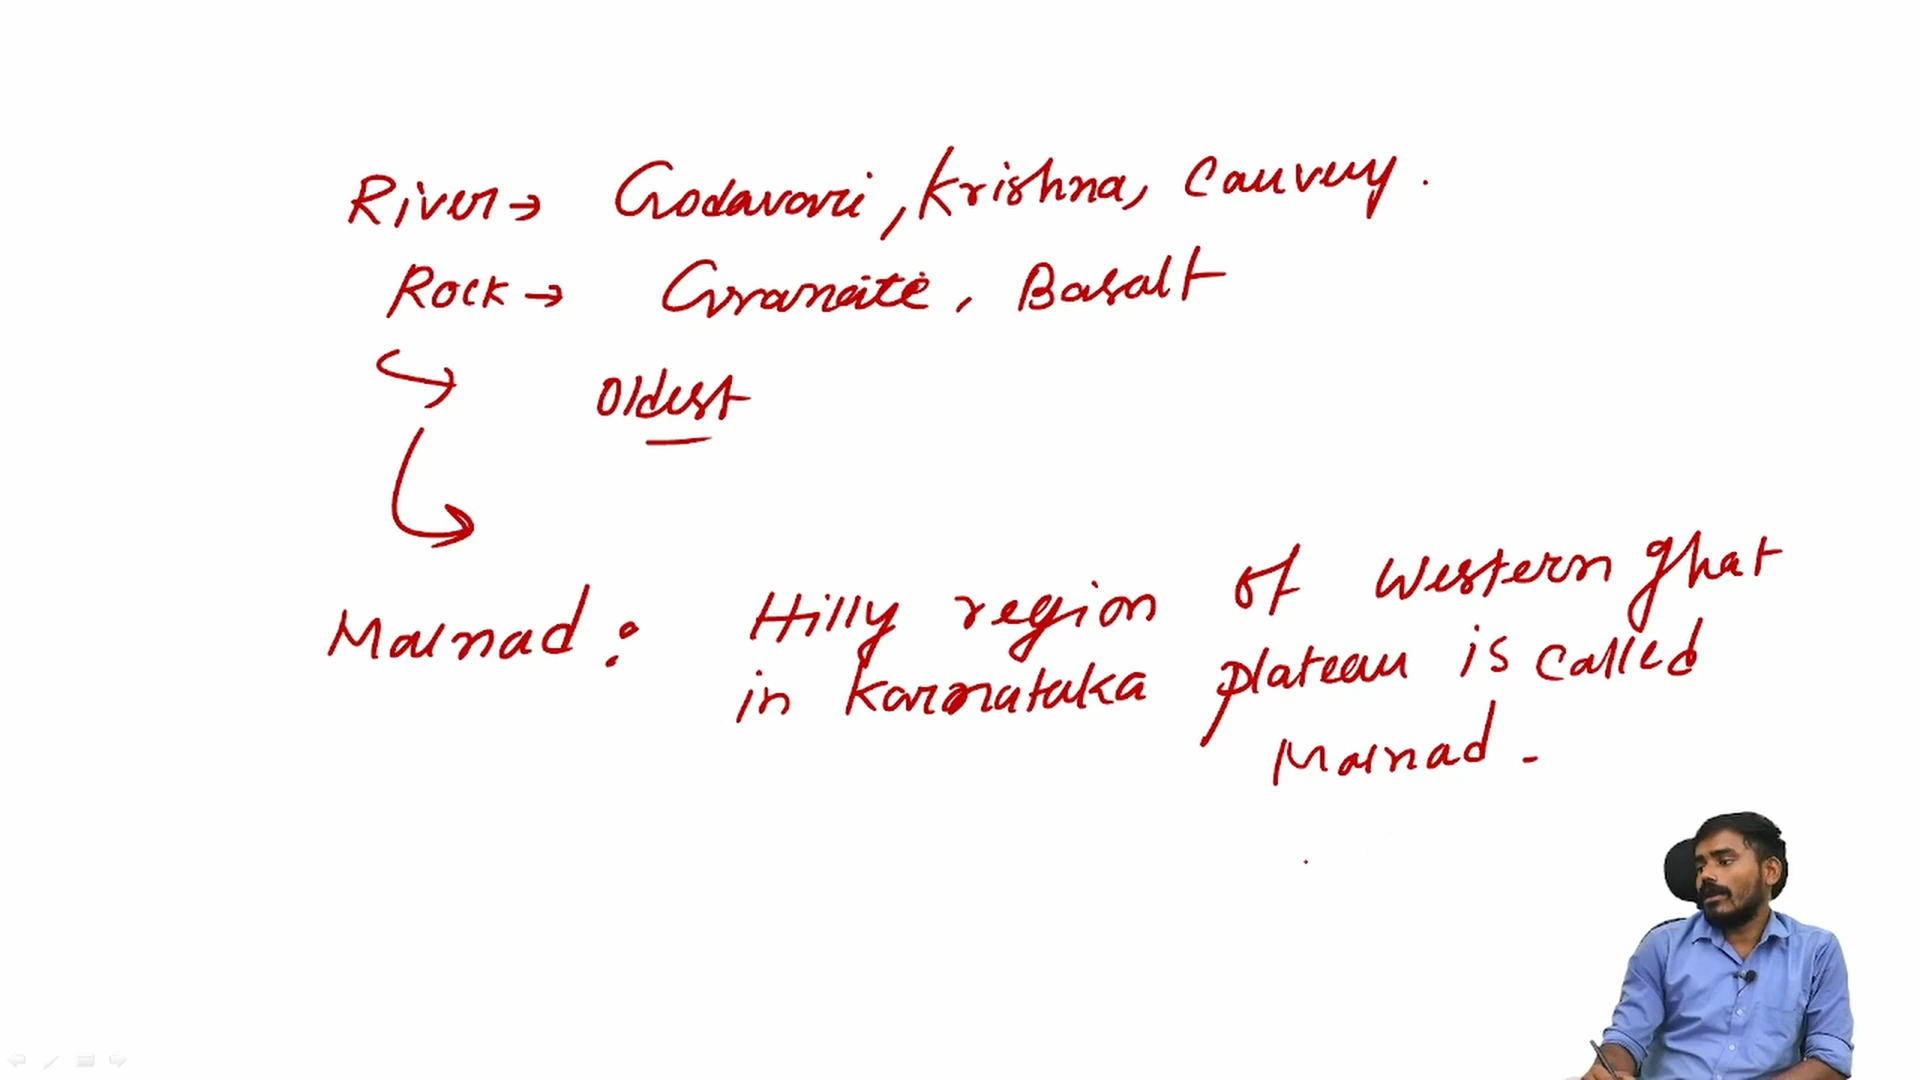 River → Godavari, Krishna, Cauvery.
Rock → Graneite, Basalt
Oldest
Malnad : Hilly region of Western ghat
in Karnataka plateau is called
Malnad.